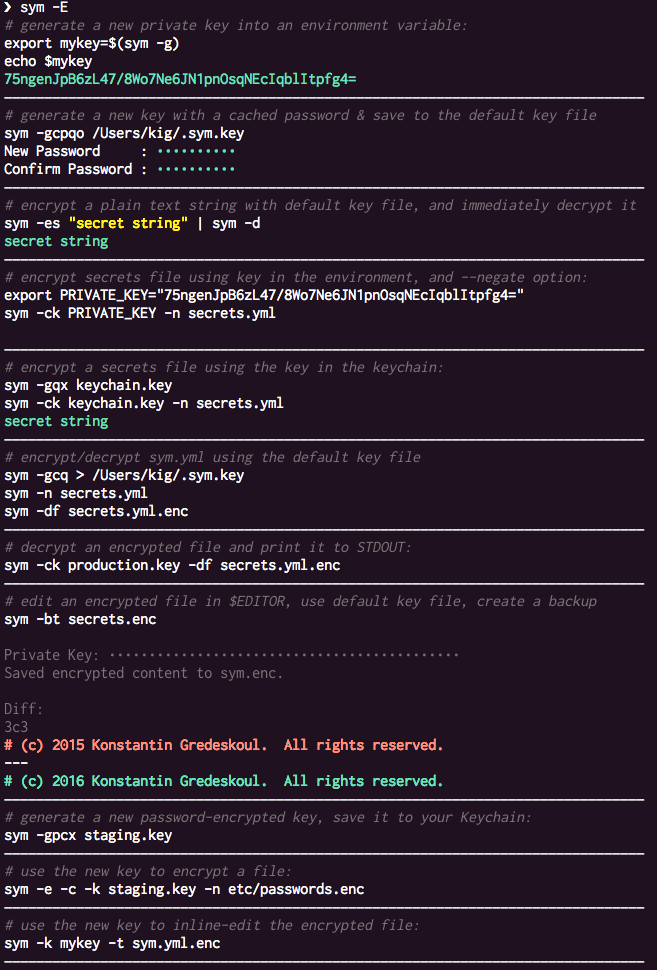 ❯ sym -E
# generate a new private key into an environment variable:
export mykey=$(sym -g)
echo $mykey
75ngenJpB6zL47/8Wo7Ne6JN1pnOsqNEcIqblItpfg4=
# generate a new key with a cached password & save to the default key file
sym -gcpqo /Users/kig/.sym.key
New Password     : ••••••••••
Confirm Password : ••••••••••
# encrypt a plain text string with default key file, and immediately decrypt it
sym -es "secret string" | sym -d
secret string
# encrypt secrets file using key in the environment, and --negate option:
export PRIVATE_KEY="75ngenJpB6zL47/8Wo7Ne6JN1pnOsqNEcIqblItpfg4="
sym -ck PRIVATE_KEY -n secrets.yml
# encrypt a secrets file using the key in the keychain:
sym -gqx keychain.key
sym -ck keychain.key -n secrets.yml
secret string
# encrypt/decrypt sym.yml using the default key file
sym -gcq > /Users/kig/.sym.key
sym -n secrets.yml
sym -df secrets.yml.enc
# decrypt an encrypted file and print it to STDOUT:
sym -ck production.key -df secrets.yml.enc
# edit an encrypted file in $EDITOR, use default key file, create a backup
sym -bt secrets.enc
Private Key: ••••••••••••••••••••••••••••••••••••••••••••
Saved encrypted content to sym.enc.
Diff:
3c3
# (c) 2015 Konstantin Gredeskoul.  All rights reserved.
---
# (c) 2016 Konstantin Gredeskoul.  All rights reserved.
# generate a new password-encrypted key, save it to your Keychain:
sym -gpcx staging.key
# use the new key to encrypt a file:
sym -e -c -k staging.key -n etc/passwords.enc
# use the new key to inline-edit the encrypted file:
sym -k mykey -t sym.yml.enc